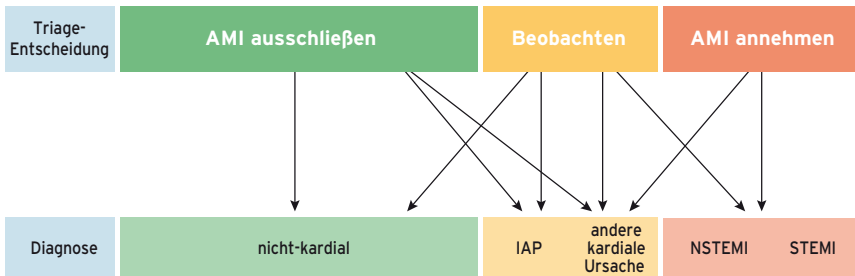 Triage-
Entscheidung
AMI ausschließen
Beobachten
AMI annehmen
Diagnose
nicht-kardial
IAP
andere
kardiale
Ursache
NSTEMI
STEMI